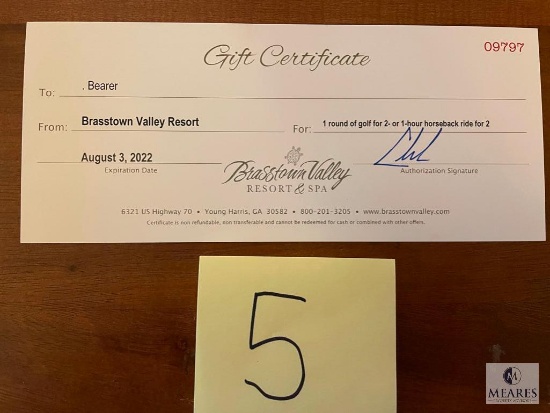 Gift Certificate
09797
To: . Bearer
From: Brasstown Valley Resort For: 1 round of golf for 2- or 1-hour horseback ride for 2
August 3, 2022
Expiration Date
Brasstown Valley
RESORT & SPA
Authorization Signature
6321 US Highway 70 • Young Harris, GA 30582 • 800-201-3205 • www.brasstownvalley.com
Certificate is non refundable, non transferable and cannot be redeemed for cash or combined with other offers.
5
MEARES